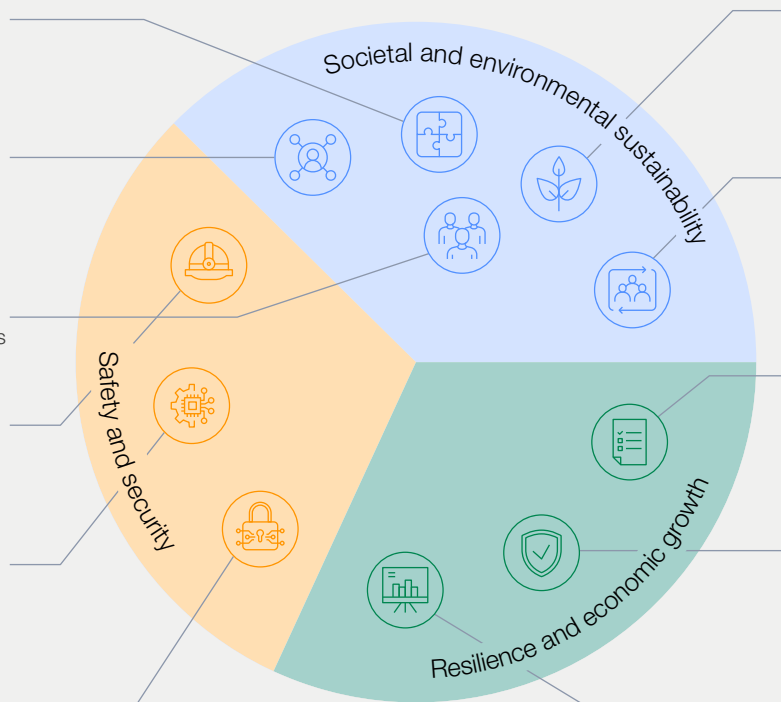 Societal and environmental sustainability
s
Safety and security
Resilience and economic growth